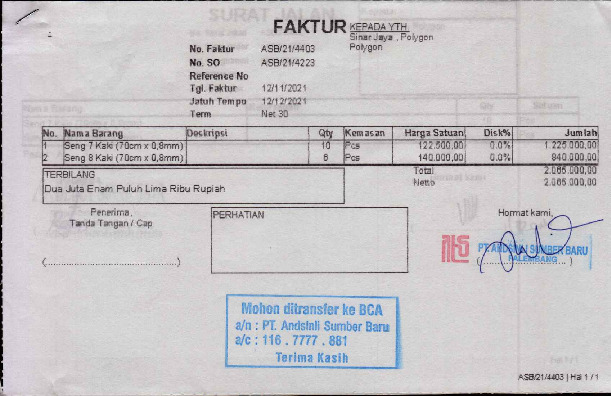 FAKTUR
KEPADA YTH.
Sinar Jaya , Polygon
Polygon
No. Faktur ASB/21/4403
No. SO ASB/21/4223
Reference No
Tgl. Faktur 12/11/2021
Jatuh Tempo 12/12/2021
Term Net 30
No. Nama Barang Deskripsi Qty Kemasan Harga Satuan Disk% Jumlah
1 Seng 7 Kaki (70cm x 0,8mm) 10 Pcs 122.500,00 0.0% 1.225.000,00
2 Seng 8 Kaki (70cm x 0,8mm) 6 Pcs 140.000,00 0.0% 840.000,00
Total 2.065.000,00
Netto 2.065.000,00
TERBILANG
Dua Juta Enam Puluh Lima Ribu Rupiah
Penerima,
Tanda Tangan / Cap
(..............................)
PERHATIAN
Hormat kami,
PT. ANDSINLI SUMBER BARU
PALEMBANG
Mohon ditransfer ke BCA
a/n : PT. Andsinli Sumber Baru
a/c : 116 . 7777 . 881
Terima Kasih
ASB/21/4403 | Hal 1 / 1